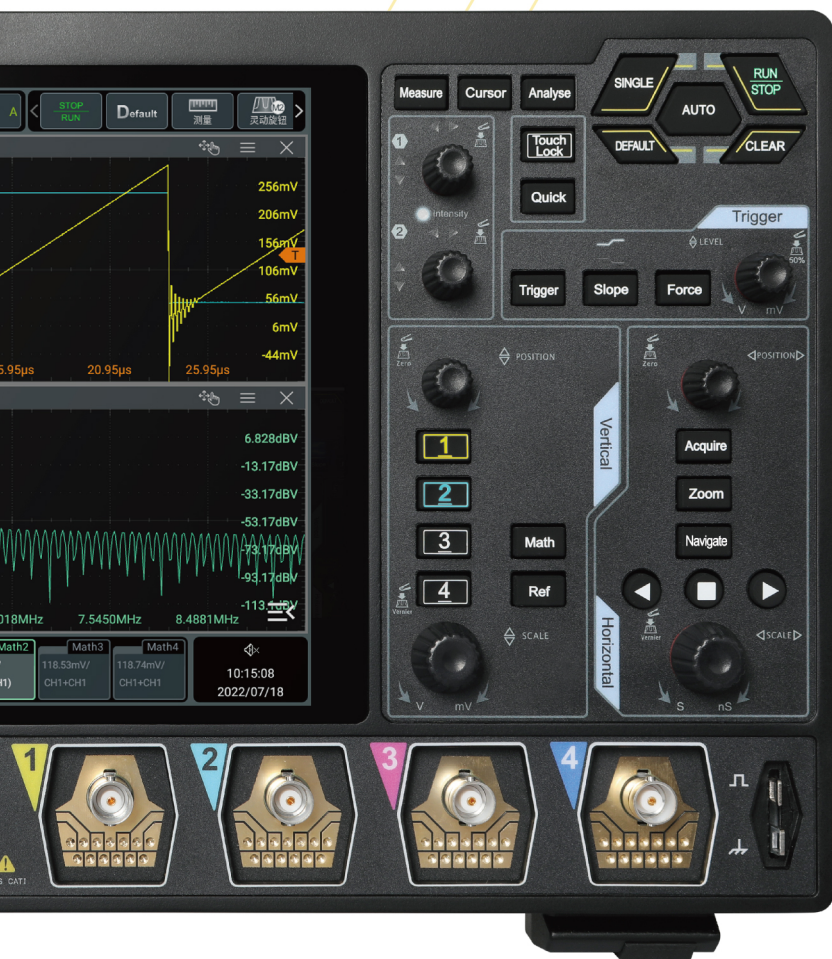 A
STOP
RUN
Default
测量
M2
灵动旋钮
256mV
206mV
156mV
T
106mV
56mV
6mV
-44mV
5.95μs
20.95μs
25.95μs
6.828dBV
-13.17dBV
-33.17dBV
-53.17dBV
-73.17dBV
-93.17dBV
-113.1dBV
018MHz
7.5450MHz
8.4881MHz
Math2
Math3
Math4
118.53mV/
118.74mV/
CH1+CH1
CH1+CH1
10:15:08
2022/07/18
Measure
Cursor
Analyse
SINGLE
RUN
STOP
AUTO
DEFAULT
CLEAR
1
Intensity
2
Touch
Lock
Quick
Trigger
LEVEL
50%
Trigger
Slope
Force
V
mV
Zero
POSITION
Vertical
1
2
3
4
Math
Ref
Vernier
SCALE
V
mV
Zero
POSITION
Acquire
Zoom
Navigate
Horizontal
Vernier
SCALE
S
nS
1
2
3
4
CATI